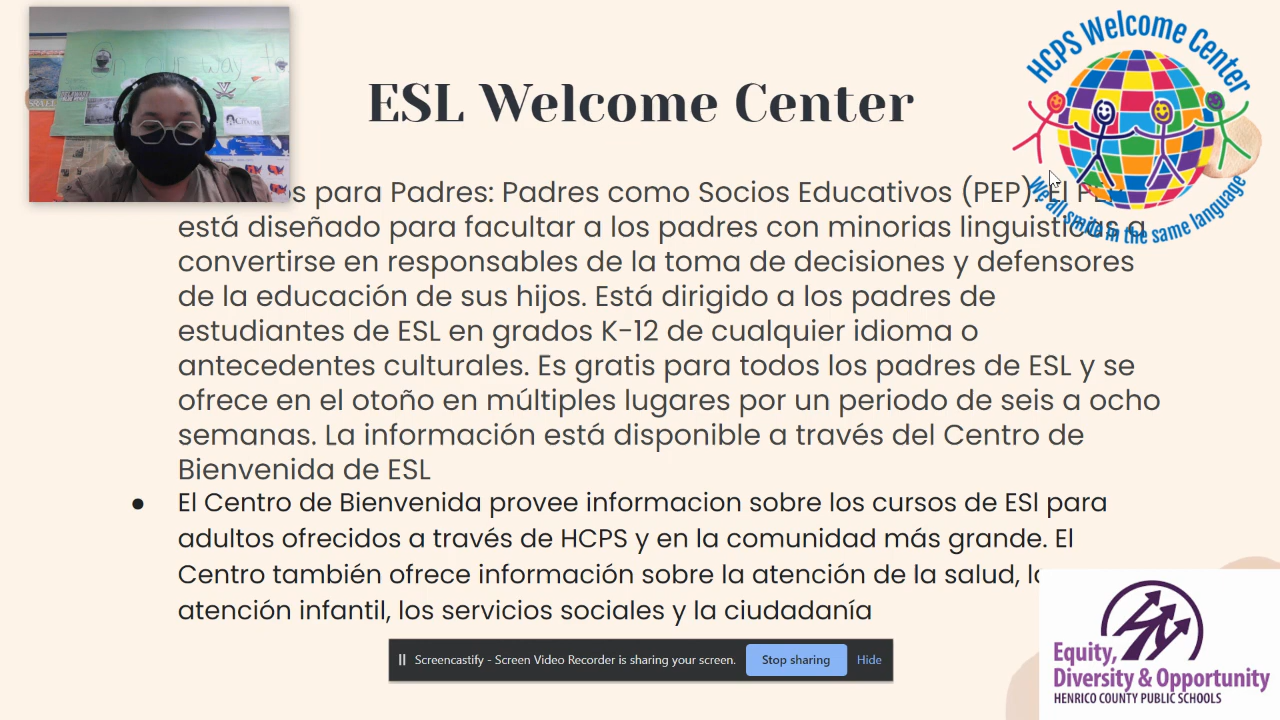 On our way to
ISRAEL
ESL Welcome Center
HCPS Welcome Center
We all smile in the same language
s para Padres: Padres como Socios Educativos (PEP). El PEP
está diseñado para facultar a los padres con minorias linguisticas a
convertirse en responsables de la toma de decisiones y defensores
de la educación de sus hijos. Está dirigido a los padres de
estudiantes de ESL en grados K-12 de cualquier idioma o
antecedentes culturales. Es gratis para todos los padres de ESL y se
ofrece en el otoño en múltiples lugares por un periodo de seis a ocho
semanas. La información está disponible a través del Centro de
Bienvenida de ESL
● El Centro de Bienvenida provee informacion sobre los cursos de ESl para
adultos ofrecidos a través de HCPS y en la comunidad más grande. El
Centro también ofrece información sobre la atención de la salud, la
atención infantil, los servicios sociales y la ciudadanía
Screencastify - Screen Video Recorder is sharing your screen. Stop sharing Hide
Equity,
Diversity & Opportunity
HENRICO COUNTY PUBLIC SCHOOLS